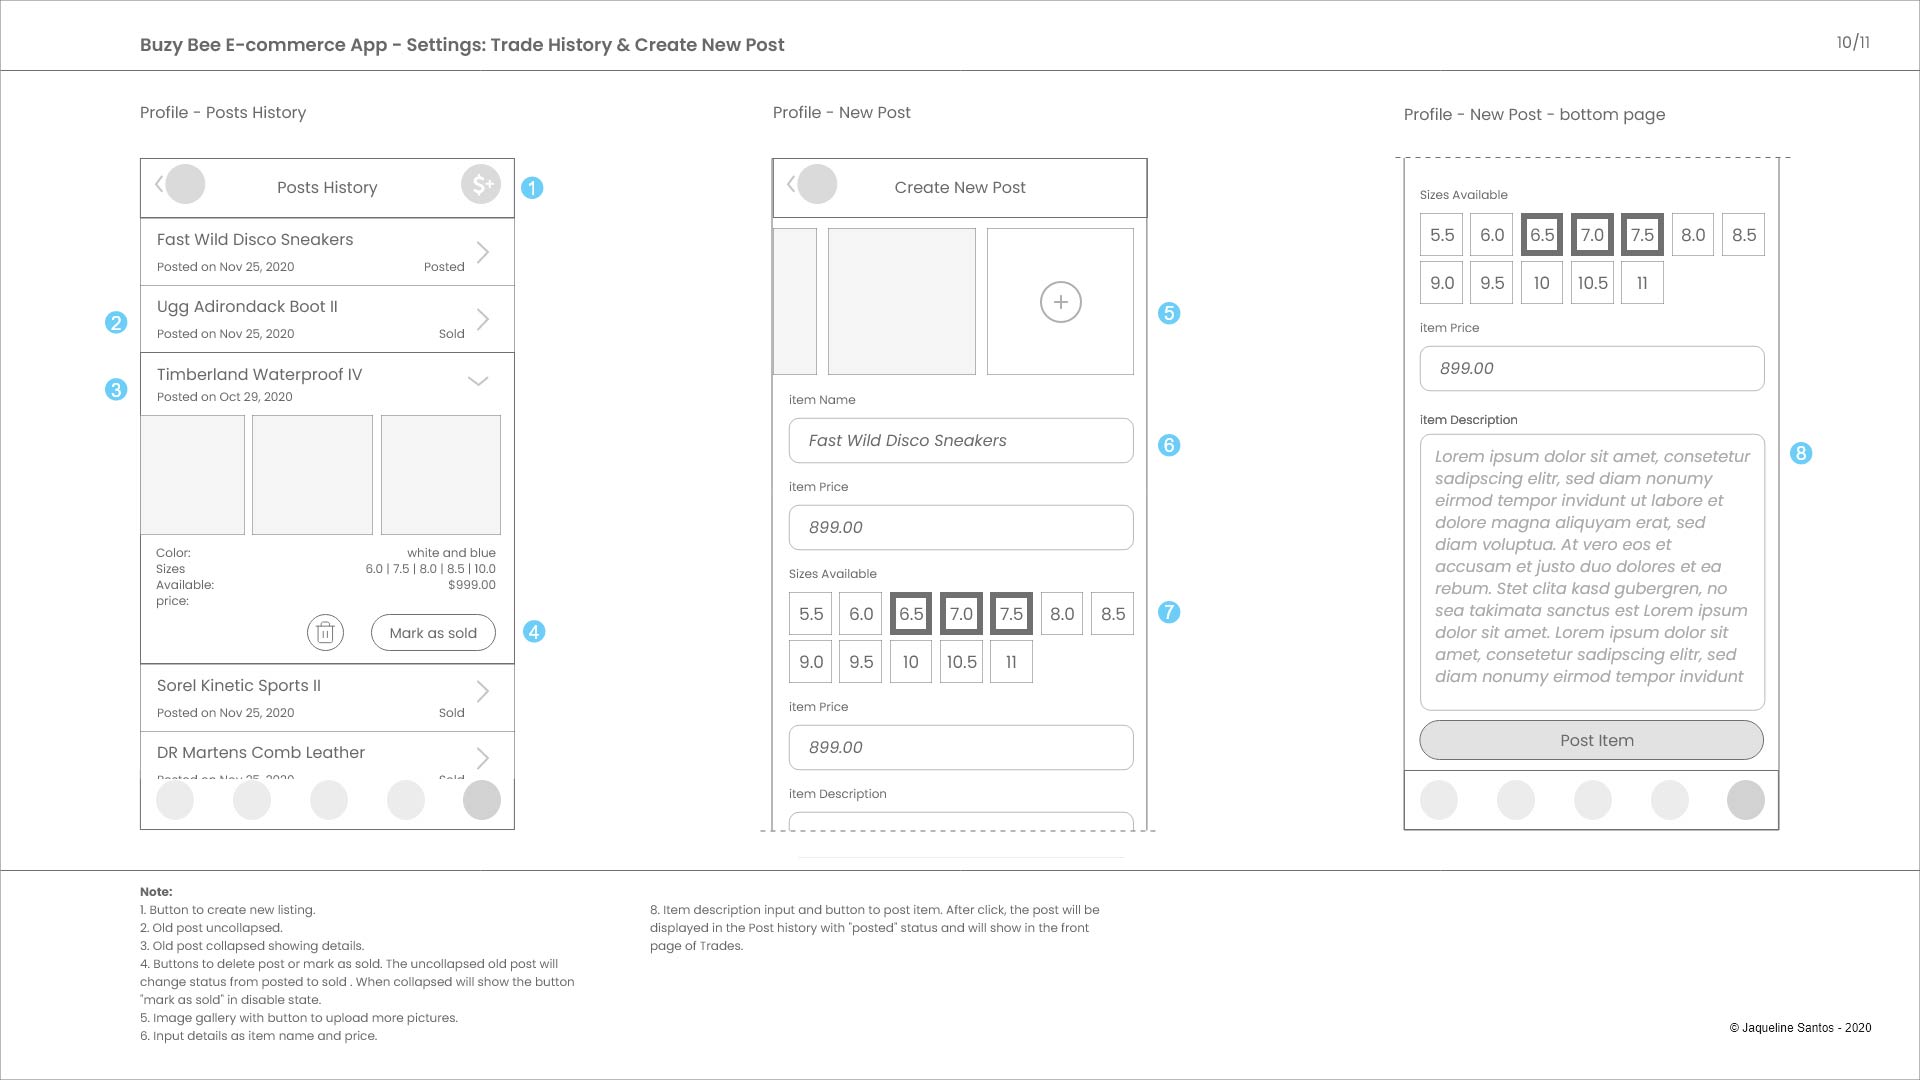 Buzy Bee E-commerce App - Settings: Trade History & Create New Post
10/11
Profile - Posts History
Posts History
$+
1
Fast Wild Disco Sneakers
Posted on Nov 25, 2020
Posted
2
Ugg Adirondack Boot II
Posted on Nov 25, 2020
Sold
3
Timberland Waterproof IV
Posted on Oct 29, 2020
Color:
white and blue
Sizes
6.0 | 7.5 | 8.0 | 8.5 | 10.0
Available:
$999.00
price:
Mark as sold
4
Sorel Kinetic Sports II
Posted on Nov 25, 2020
Sold
DR Martens Comb Leather
Posted on Nov 25, 2020
Sold
Profile - New Post
Create New Post
+
5
item Name
Fast Wild Disco Sneakers
6
item Price
899.00
Sizes Available
5.5 6.0 6.5 7.0 7.5 8.0 8.5
7
9.0 9.5 10 10.5 11
item Price
899.00
item Description
Profile - New Post - bottom page
Sizes Available
5.5 6.0 6.5 7.0 7.5 8.0 8.5
9.0 9.5 10 10.5 11
item Price
899.00
item Description
8
Lorem ipsum dolor sit amet, consetetur
sadipscing elitr, sed diam nonumy
eirmod tempor invidunt ut labore et
dolore magna aliquyam erat, sed
diam voluptua. At vero eos et
accusam et justo duo dolores et ea
rebum. Stet clita kasd gubergren, no
sea takimata sanctus est Lorem ipsum
dolor sit amet. Lorem ipsum dolor sit
amet, consetetur sadipscing elitr, sed
diam nonumy eirmod tempor invidunt
Post Item
Note:
1. Button to create new listing.
2. Old post uncollapsed.
3. Old post collapsed showing details.
4. Buttons to delete post or mark as sold. The uncollapsed old post will
change status from posted to sold . When collapsed will show the button
"mark as sold" in disable state.
5. Image gallery with button to upload more pictures.
6. Input details as item name and price.
8. Item description input and button to post item. After click, the post will be
displayed in the Post history with "posted" status and will show in the front
page of Trades.
© Jaqueline Santos - 2020